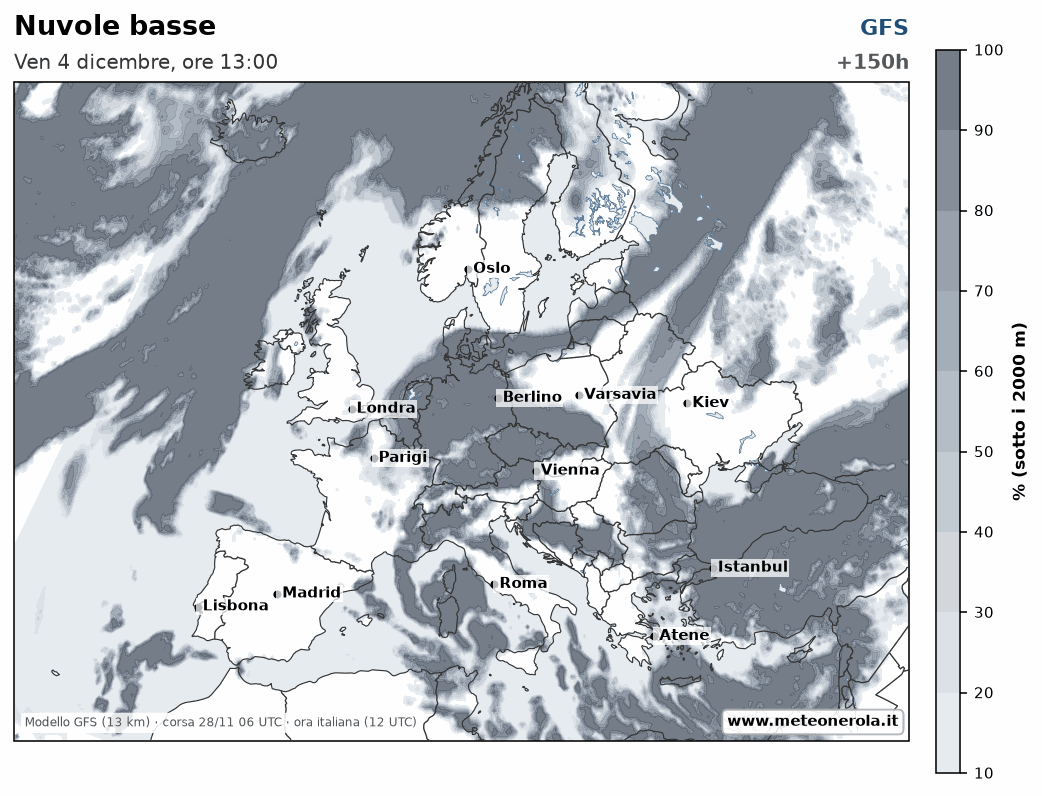 Nuvole basse
GFS
Ven 4 dicembre, ore 13:00
+150h
100
90
80
70
60
50
40
30
20
10
% (sotto i 2000 m)
Oslo
Londra
Berlino
Varsavia
Kiev
Parigi
Vienna
Istanbul
Roma
Madrid
Lisbona
Atene
Modello GFS (13 km) · corsa 28/11 06 UTC · ora italiana (12 UTC)
www.meteonerola.it